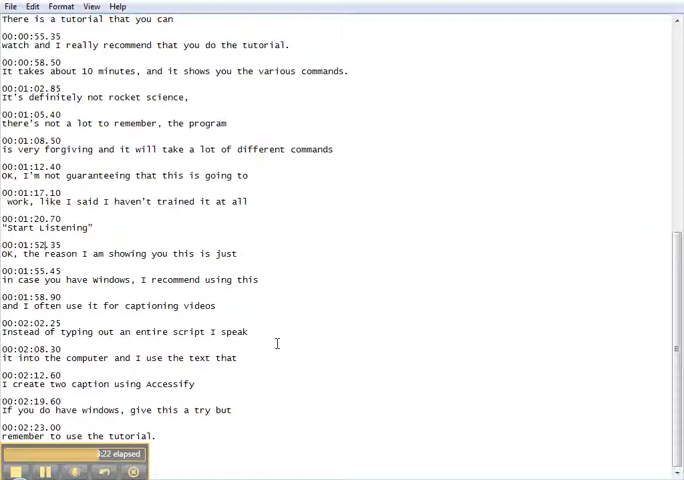 File Edit Format View Help
There is a tutorial that you can
00:00:55.35
watch and I really recommend that you do the tutorial.
00:00:58.50
It takes about 10 minutes, and it shows you the various commands.
00:01:02.85
It's definitely not rocket science,
00:01:05.40
there's not a lot to remember, the program
00:01:08.50
is very forgiving and it will take a lot of different commands
00:01:12.40
OK, I'm not guaranteeing that this is going to
00:01:17.10
work, like I said I haven't trained it at all
00:01:20.70
"Start Listening"
00:01:52.35
OK, the reason I am showing you this is just
00:01:55.45
in case you have Windows, I recommend using this
00:01:58.90
and I often use it for captioning videos
00:02:02.25
Instead of typing out an entire script I speak
00:02:08.30
it into the computer and I use the text that
00:02:12.60
I create two caption using Accessify
00:02:19.60
If you do have windows, give this a try but
00:02:23.00
remember to use the tutorial.
:22 elapsed